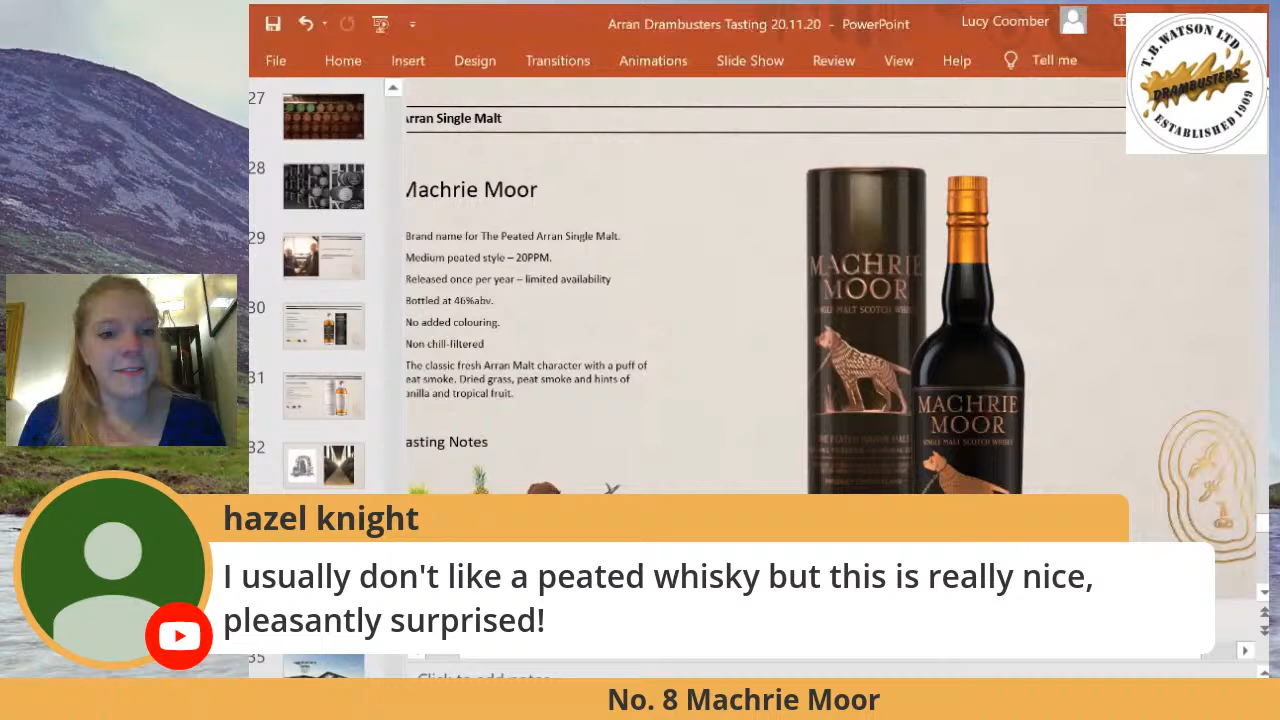 Arran Drambusters Tasting 20.11.20 - PowerPoint
Lucy Coomber
File Home Insert Design Transitions Animations Slide Show Review View Help Tell me
T.B. WATSON LTD
DRAMBUSTERS
ESTABLISHED 1909
27
28
29
30
31
32
35
Arran Single Malt
Machrie Moor
Brand name for The Peated Arran Single Malt.
Medium peated style – 20PPM.
Released once per year – limited availability
Bottled at 46%abv.
No added colouring.
Non chill-filtered
The classic fresh Arran Malt character with a puff of
eat smoke. Dried grass, peat smoke and hints of
anilla and tropical fruit.
asting Notes
MACHRIE
MOOR
SINGLE MALT SCOTCH WHISKY
MACHRIE
MOOR
SINGLE MALT SCOTCH WHISKY
hazel knight
I usually don't like a peated whisky but this is really nice,
pleasantly surprised!
Click to add notes
No. 8 Machrie Moor